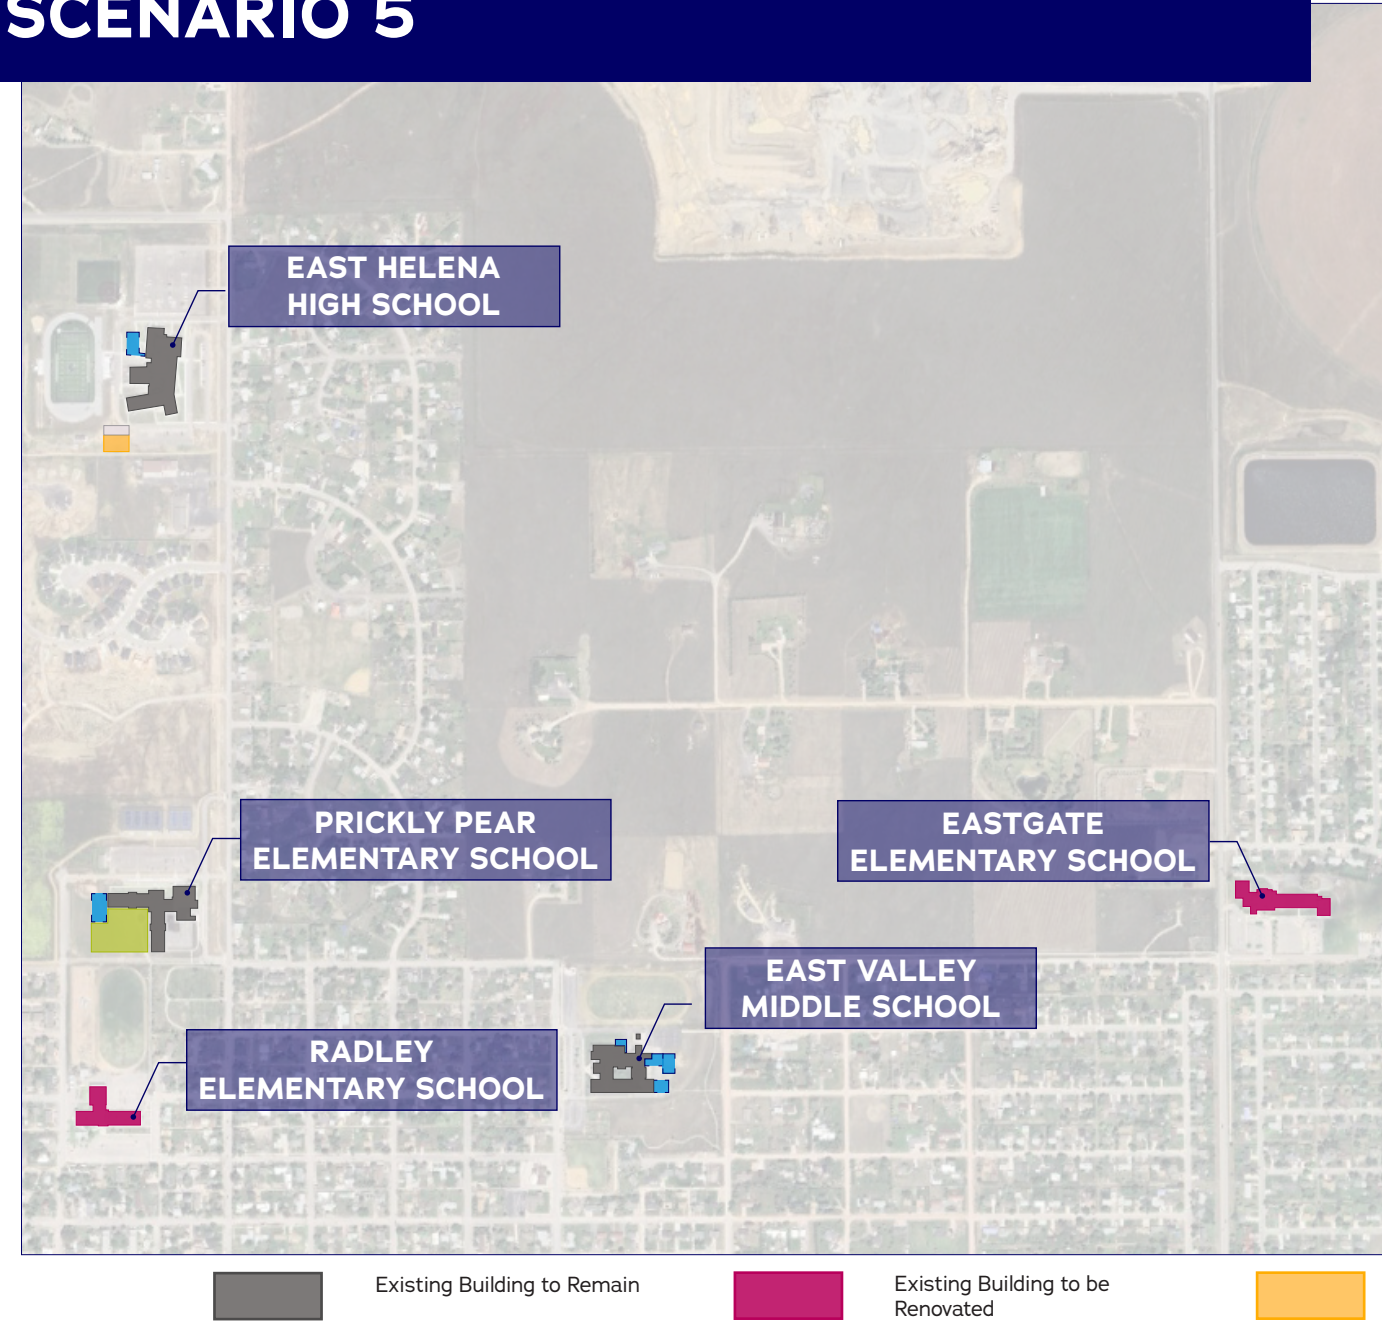 SCENARIO 5
EAST HELENA
HIGH SCHOOL
PRICKLY PEAR
ELEMENTARY SCHOOL
EASTGATE
ELEMENTARY SCHOOL
EAST VALLEY
MIDDLE SCHOOL
RADLEY
ELEMENTARY SCHOOL
Existing Building to Remain
Existing Building to be
Renovated